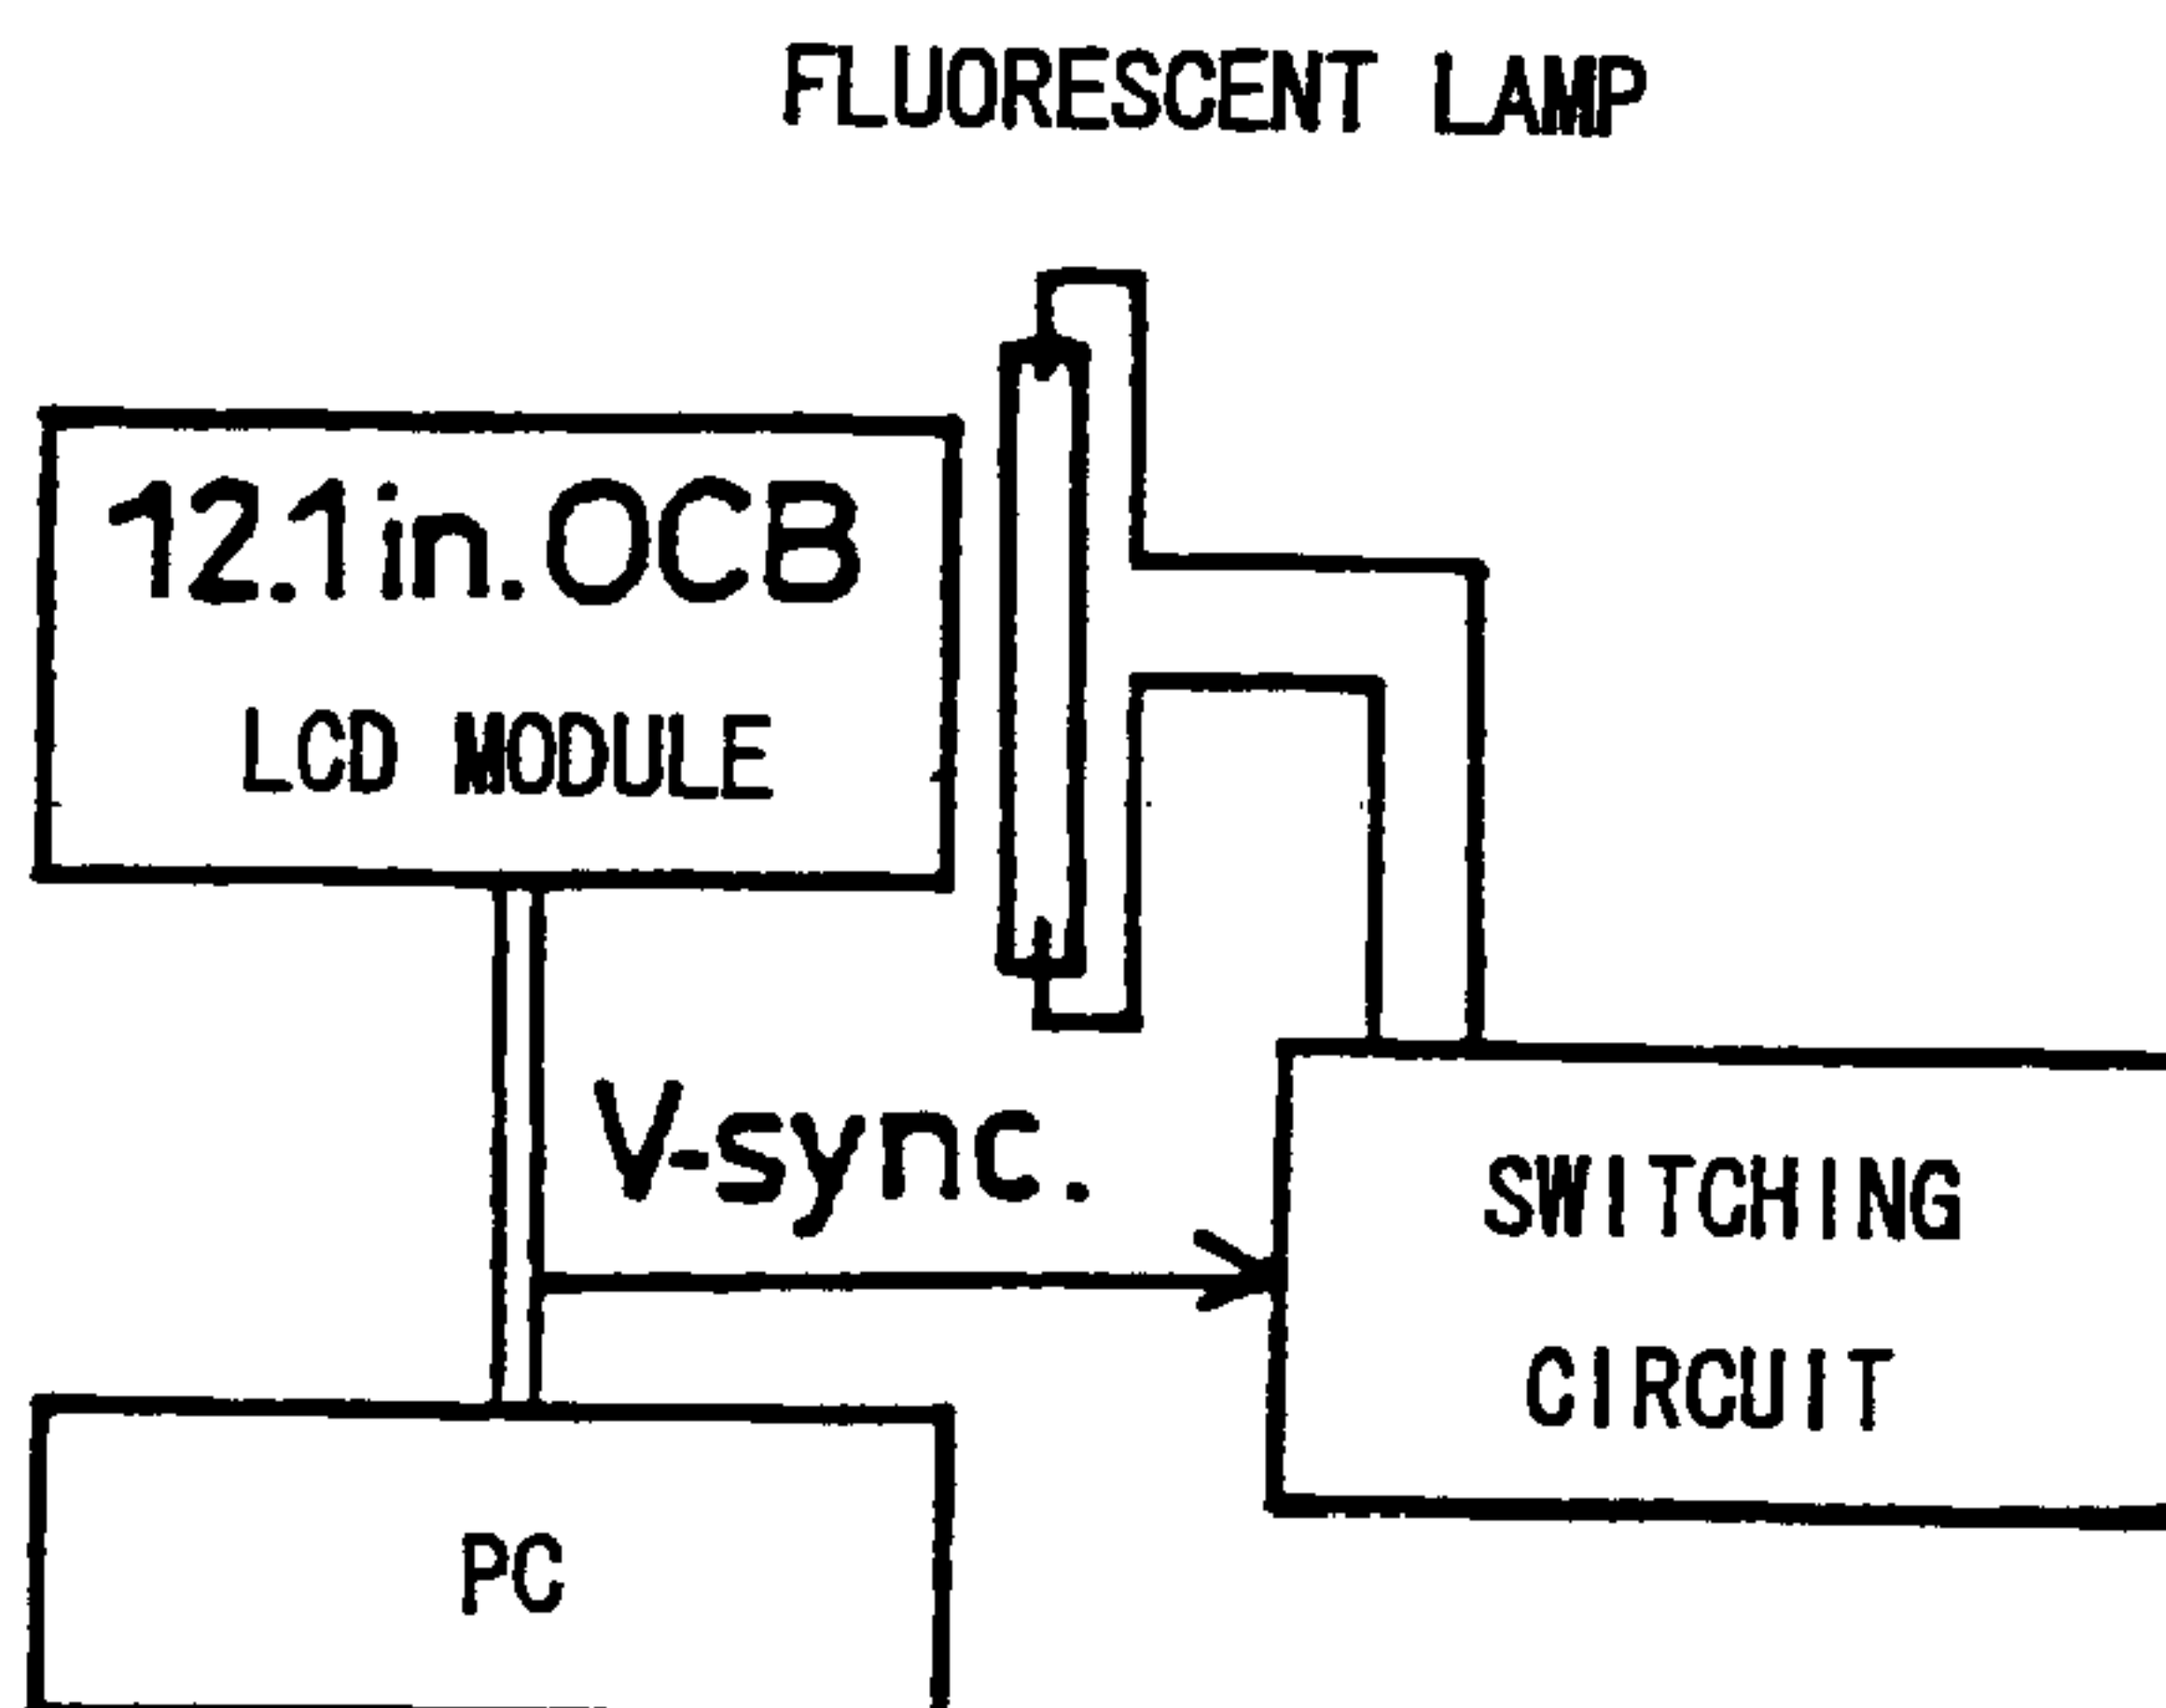 FLUORESCENT LAMP
12.1in.OCB
LCD MODULE
V-sync.
SWITCHING
CIRCUIT
PC